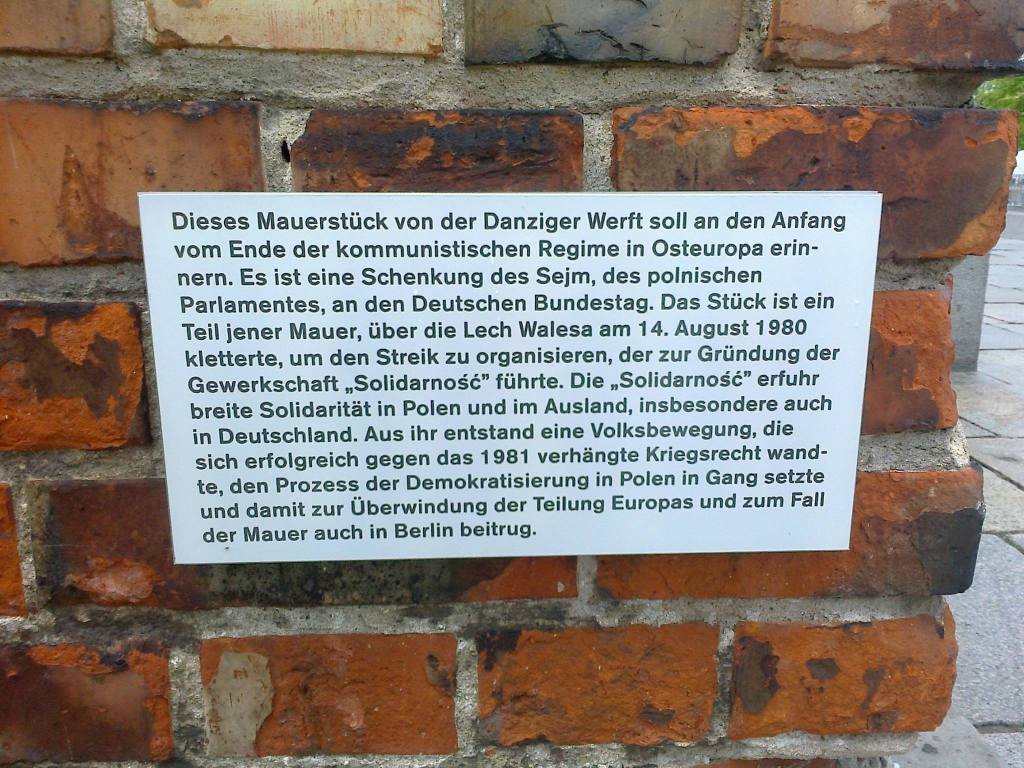 Dieses Mauerstück von der Danziger Werft soll an den Anfang
vom Ende der kommunistischen Regime in Osteuropa erin-
nern. Es ist eine Schenkung des Sejm, des polnischen
Parlamentes, an den Deutschen Bundestag. Das Stück ist ein
Teil jener Mauer, über die Lech Walesa am 14. August 1980
kletterte, um den Streik zu organisieren, der zur Gründung der
Gewerkschaft „Solidarność” führte. Die „Solidarność” erfuhr
breite Solidarität in Polen und im Ausland, insbesondere auch
in Deutschland. Aus ihr entstand eine Volksbewegung, die
sich erfolgreich gegen das 1981 verhängte Kriegsrecht wand-
te, den Prozess der Demokratisierung in Polen in Gang setzte
und damit zur Überwindung der Teilung Europas und zum Fall
der Mauer auch in Berlin beitrug.